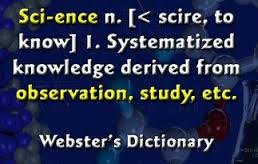 Sci-ence n. [< scire, to
know] 1. Systematized
knowledge derived from
observation, study, etc.
Webster's Dictionary